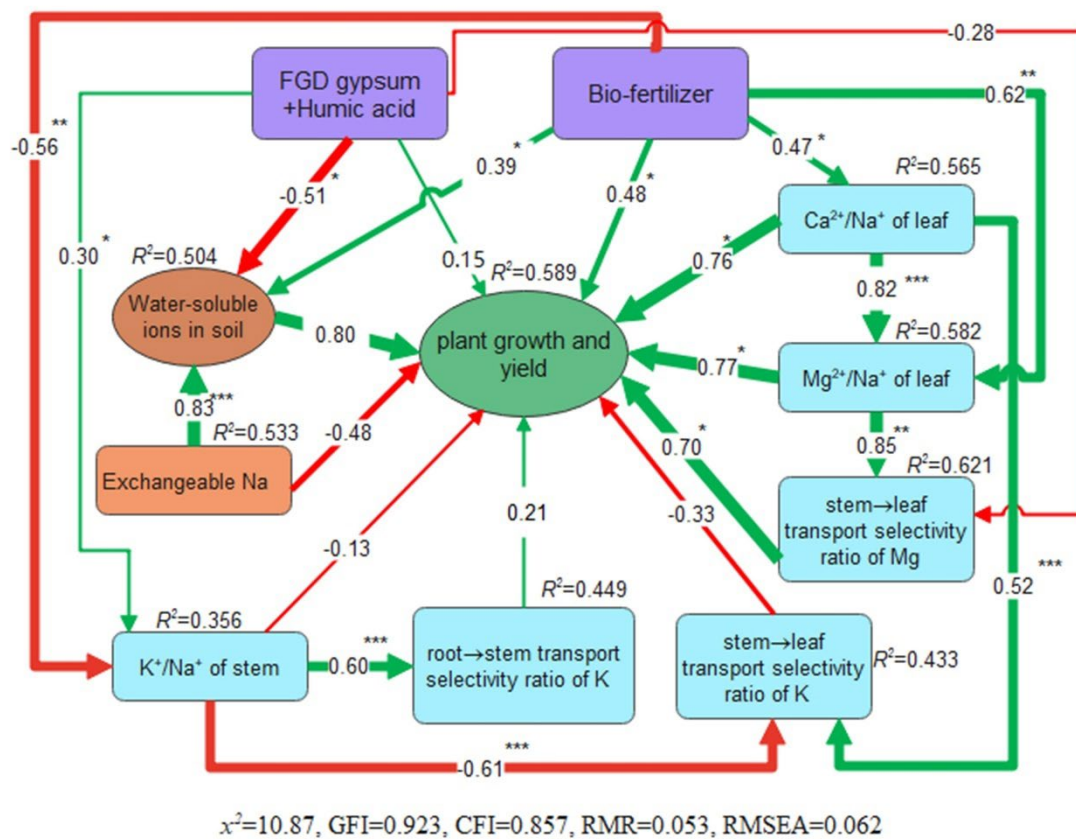 -0.28
FGD gypsum
+Humic acid
Bio-fertilizer
**
0.62
**
-0.56
0.47 *
0.39 *
-0.51 *
0.48 *
R²=0.565
Ca²⁺/Na⁺ of leaf
0.30 *
R²=0.504
0.15
R²=0.589
0.76 *
Water-soluble
ions in soil
0.82 ***
0.80
plant growth and
yield
R²=0.582
0.77 *
Mg²⁺/Na⁺ of leaf
0.83 ***
R²=0.533
-0.48
0.70 *
0.85 **
R²=0.621
Exchangeable Na
stem→leaf
transport selectivity
ratio of Mg
0.21
-0.33
-0.13
0.52 ***
R²=0.449
R²=0.356
K⁺/Na⁺ of stem
0.60 ***
root→stem transport
selectivity ratio of K
stem→leaf
transport selectivity
ratio of K
R²=0.433
-0.61 ***
x²=10.87, GFI=0.923, CFI=0.857, RMR=0.053, RMSEA=0.062